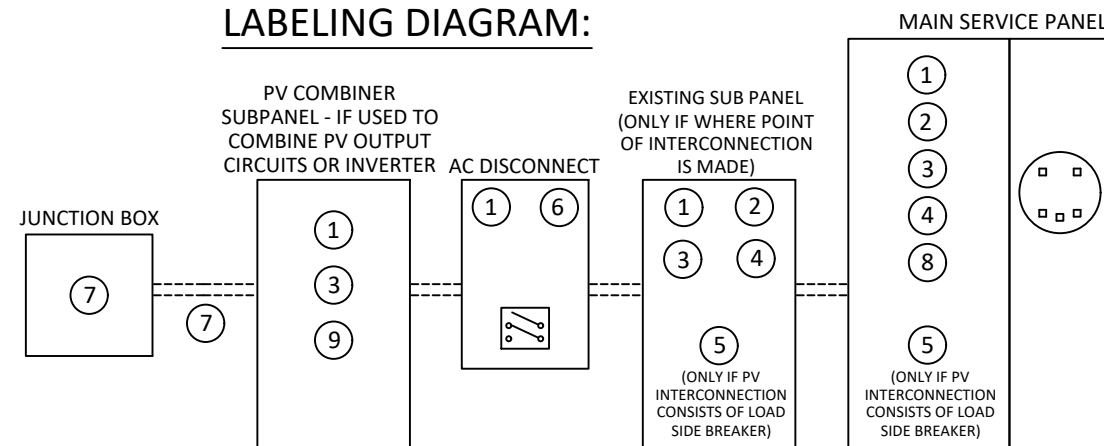 LABELING DIAGRAM:
MAIN SERVICE PANEL
PV COMBINER
SUBPANEL - IF USED TO
COMBINE PV OUTPUT
CIRCUITS OR INVERTER
AC DISCONNECT
EXISTING SUB PANEL
(ONLY IF WHERE POINT
OF INTERCONNECTION
IS MADE)
JUNCTION BOX
7
7
1
3
9
1 6
1 2
3 4
5
(ONLY IF PV
INTERCONNECTION
CONSISTS OF LOAD
SIDE BREAKER)
1
2
3
4
8
5
(ONLY IF PV
INTERCONNECTION
CONSISTS OF LOAD
SIDE BREAKER)